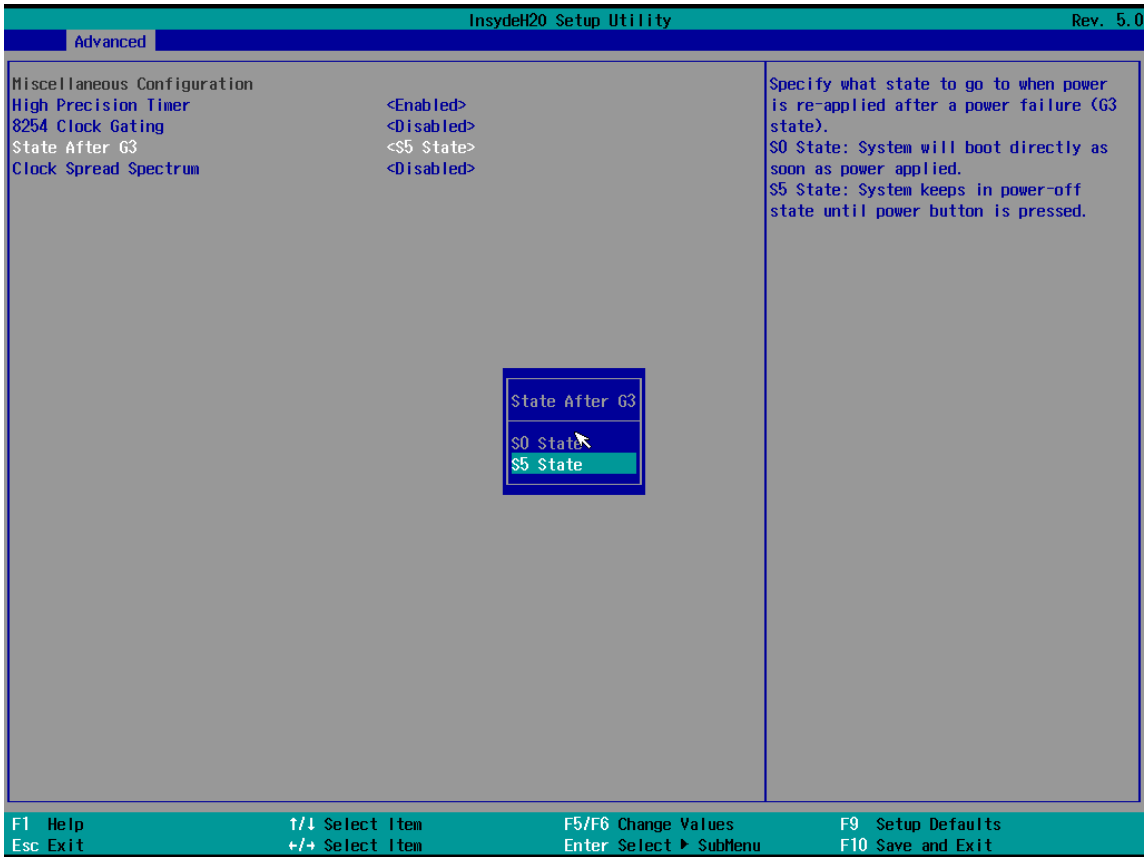 InsydeH2O Setup Utility Rev. 5.0
Advanced
Miscellaneous Configuration
High Precision Timer <Enabled>
8254 Clock Gating <Disabled>
State After G3 <S5 State>
Clock Spread Spectrum <Disabled>
Specify what state to go to when power
is re-applied after a power failure (G3
state).
S0 State: System will boot directly as
soon as power applied.
S5 State: System keeps in power-off
state until power button is pressed.
State After G3
S0 State
S5 State
F1 Help ↑/↓ Select Item F5/F6 Change Values F9 Setup Defaults
Esc Exit ←/→ Select Item Enter Select ▶ SubMenu F10 Save and Exit